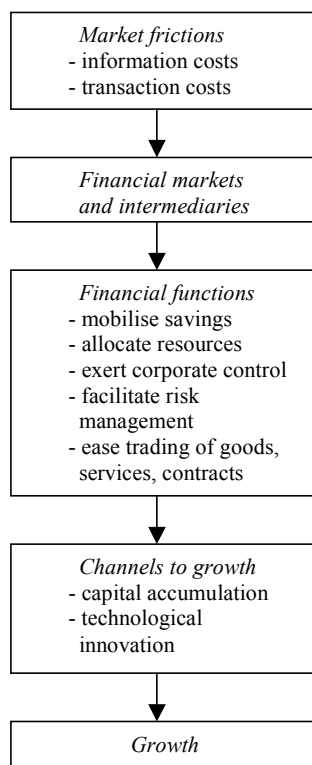 Market frictions
- information costs
- transaction costs
Financial markets
and intermediaries
Financial functions
- mobilise savings
- allocate resources
- exert corporate control
- facilitate risk
management
- ease trading of goods,
services, contracts
Channels to growth
- capital accumulation
- technological
innovation
Growth